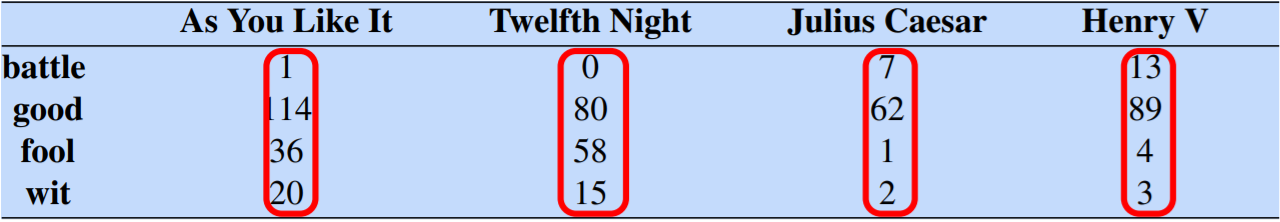 As You Like It Twelfth Night Julius Caesar Henry V
battle 1 0 7 13
good 114 80 62 89
fool 36 58 1 4
wit 20 15 2 3